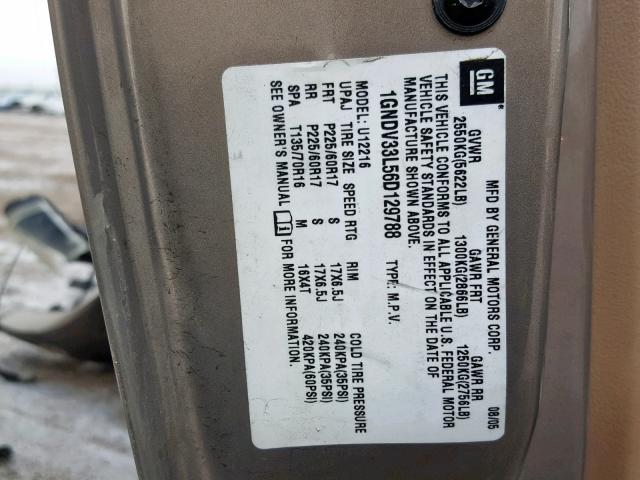 GM
MFD BY GENERAL MOTORS CORP. 08/05
GVWR GAWR FRT GAWR RR
2550KG(5622LB) 1300KG(2866LB) 1250KG(2756LB)
THIS VEHICLE CONFORMS TO ALL APPLICABLE U.S. FEDERAL MOTOR
VEHICLE SAFETY STANDARDS IN EFFECT ON THE DATE OF
MANUFACTURE SHOWN ABOVE.
1GNDV33L56D129788 TYPE: M.P.V.
MODEL: U12216
UPAJ TIRE SIZE SPEED RTG RIM COLD TIRE PRESSURE
FRT P225/60R17 S 17X6.5J 240KPA(35PSI)
RR P225/60R17 S 17X6.5J 240KPA(35PSI)
SPA T135/70R16 M 16X4T 420KPA(60PSI)
SEE OWNER'S MANUAL FOR MORE INFORMATION.